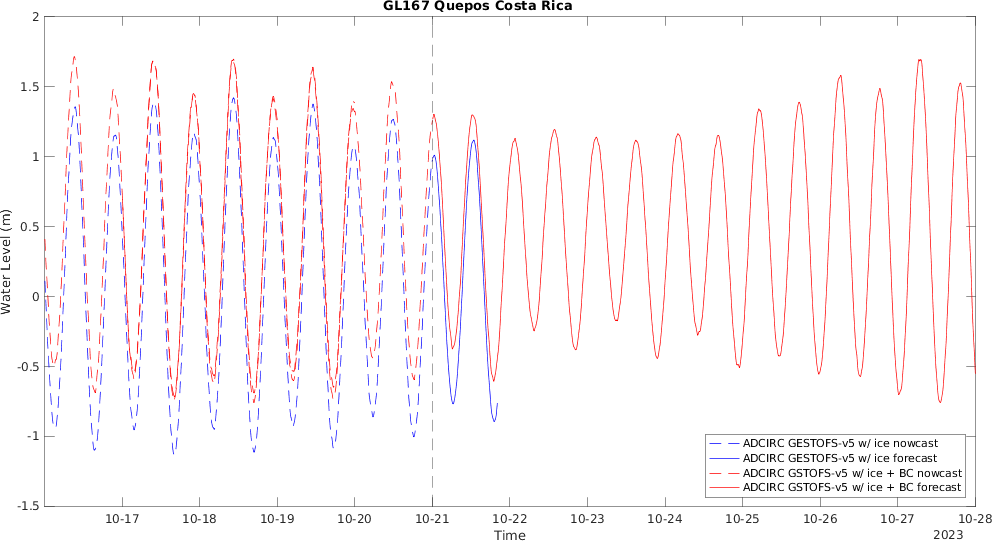 GL167 Quepos Costa Rica
2
1.5
1
0.5
0
-0.5
-1
-1.5
Water Level (m)
10-17 10-18 10-19 10-20 10-21 10-22 10-23 10-24 10-25 10-26 10-27 10-28
Time
2023
ADCIRC GESTOFS-v5 w/ ice nowcast
ADCIRC GESTOFS-v5 w/ ice forecast
ADCIRC GSTOFS-v5 w/ ice + BC nowcast
ADCIRC GSTOFS-v5 w/ ice + BC forecast